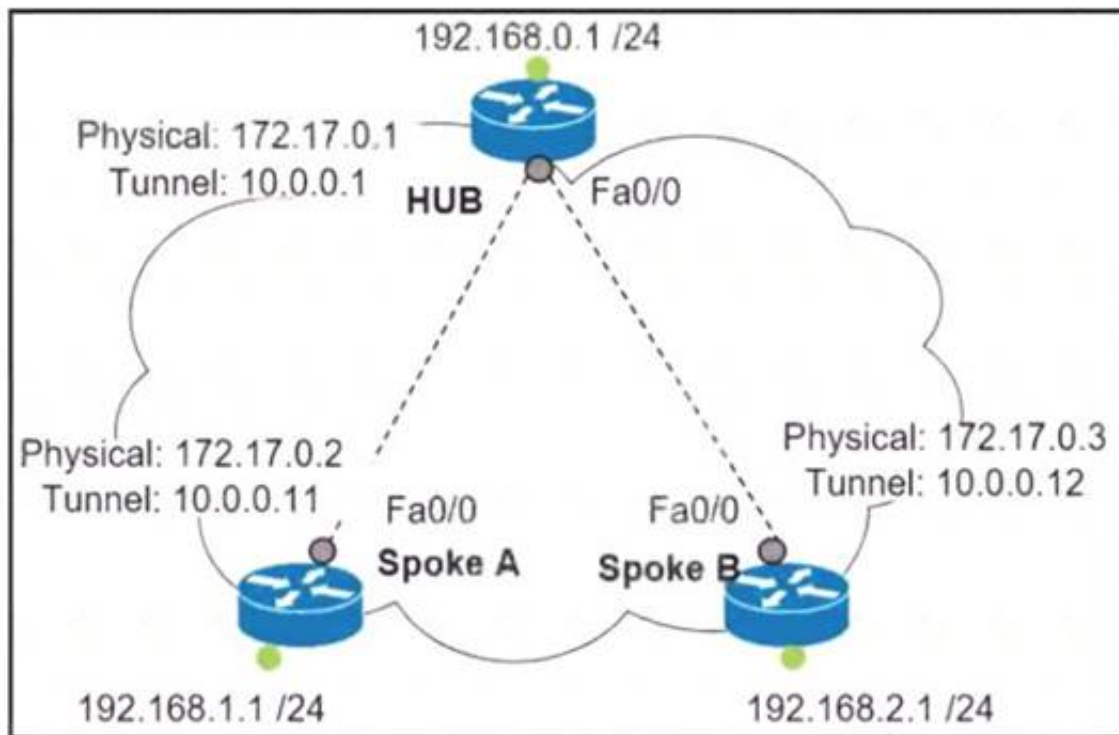 192.168.0.1 /24
Physical: 172.17.0.1
Tunnel: 10.0.0.1
HUB
Fa0/0
Physical: 172.17.0.2
Tunnel: 10.0.0.11
Physical: 172.17.0.3
Tunnel: 10.0.0.12
Fa0/0
Fa0/0
Spoke A
Spoke B
192.168.1.1 /24
192.168.2.1 /24